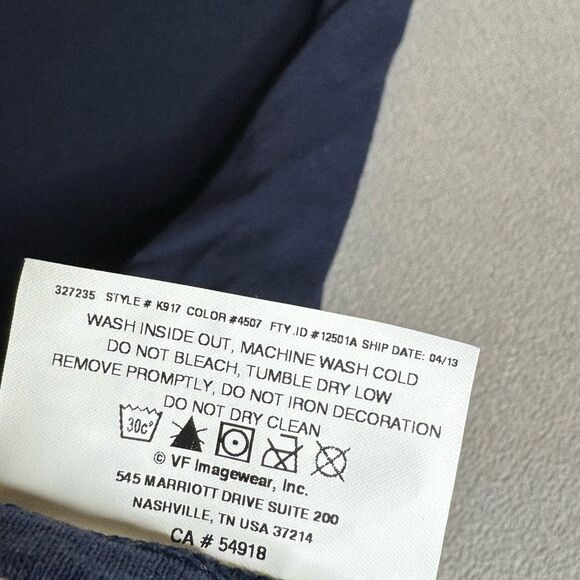 327235 STYLE # K917 COLOR #4507 FTY.ID #12501A SHIP DATE: 04/13
WASH INSIDE OUT, MACHINE WASH COLD
DO NOT BLEACH, TUMBLE DRY LOW
REMOVE PROMPTLY, DO NOT IRON DECORATION
DO NOT DRY CLEAN
30c°
© VF Imagewear, Inc.
545 MARRIOTT DRIVE SUITE 200
NASHVILLE, TN USA 37214
CA # 54918